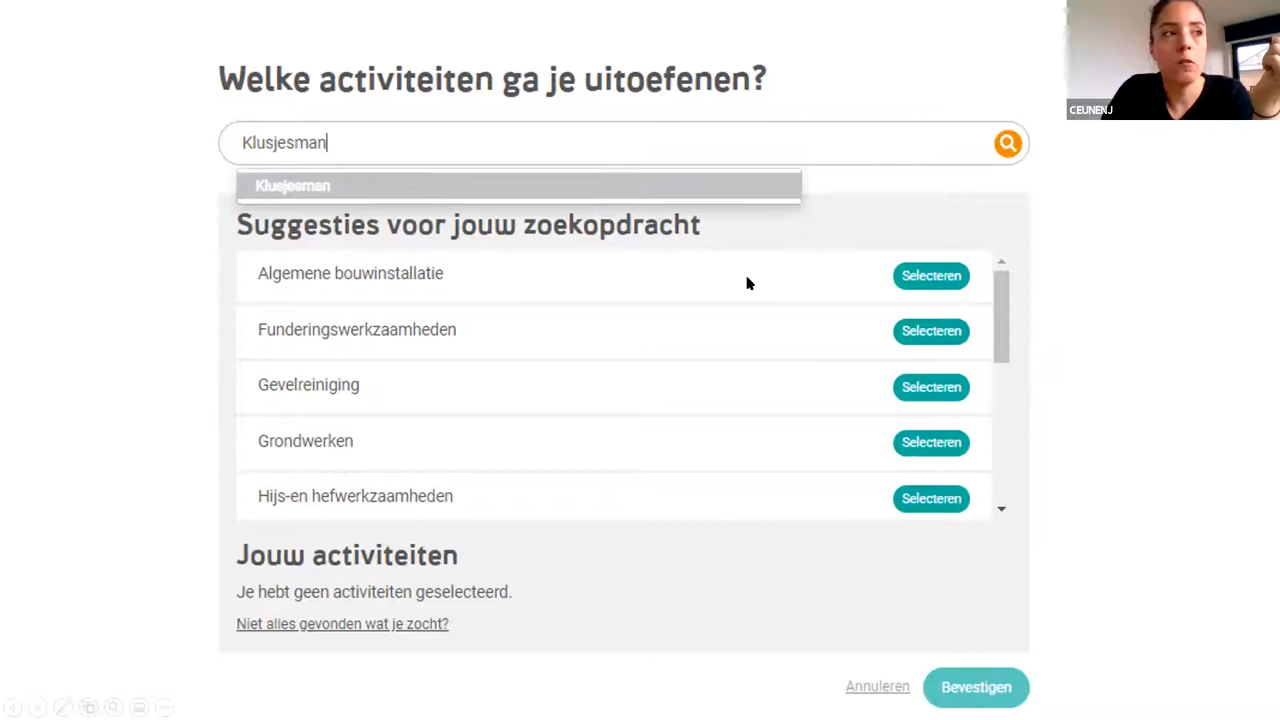 Welke activiteiten ga je uitoefenen?
CEUNENJ
Klusjesman
Klusjesman
Suggesties voor jouw zoekopdracht
Algemene bouwinstallatie
Selecteren
Funderingswerkzaamheden
Selecteren
Gevelreiniging
Selecteren
Grondwerken
Selecteren
Hijs-en hefwerkzaamheden
Selecteren
Jouw activiteiten
Je hebt geen activiteiten geselecteerd.
Niet alles gevonden wat je zocht?
Annuleren
Bevestigen